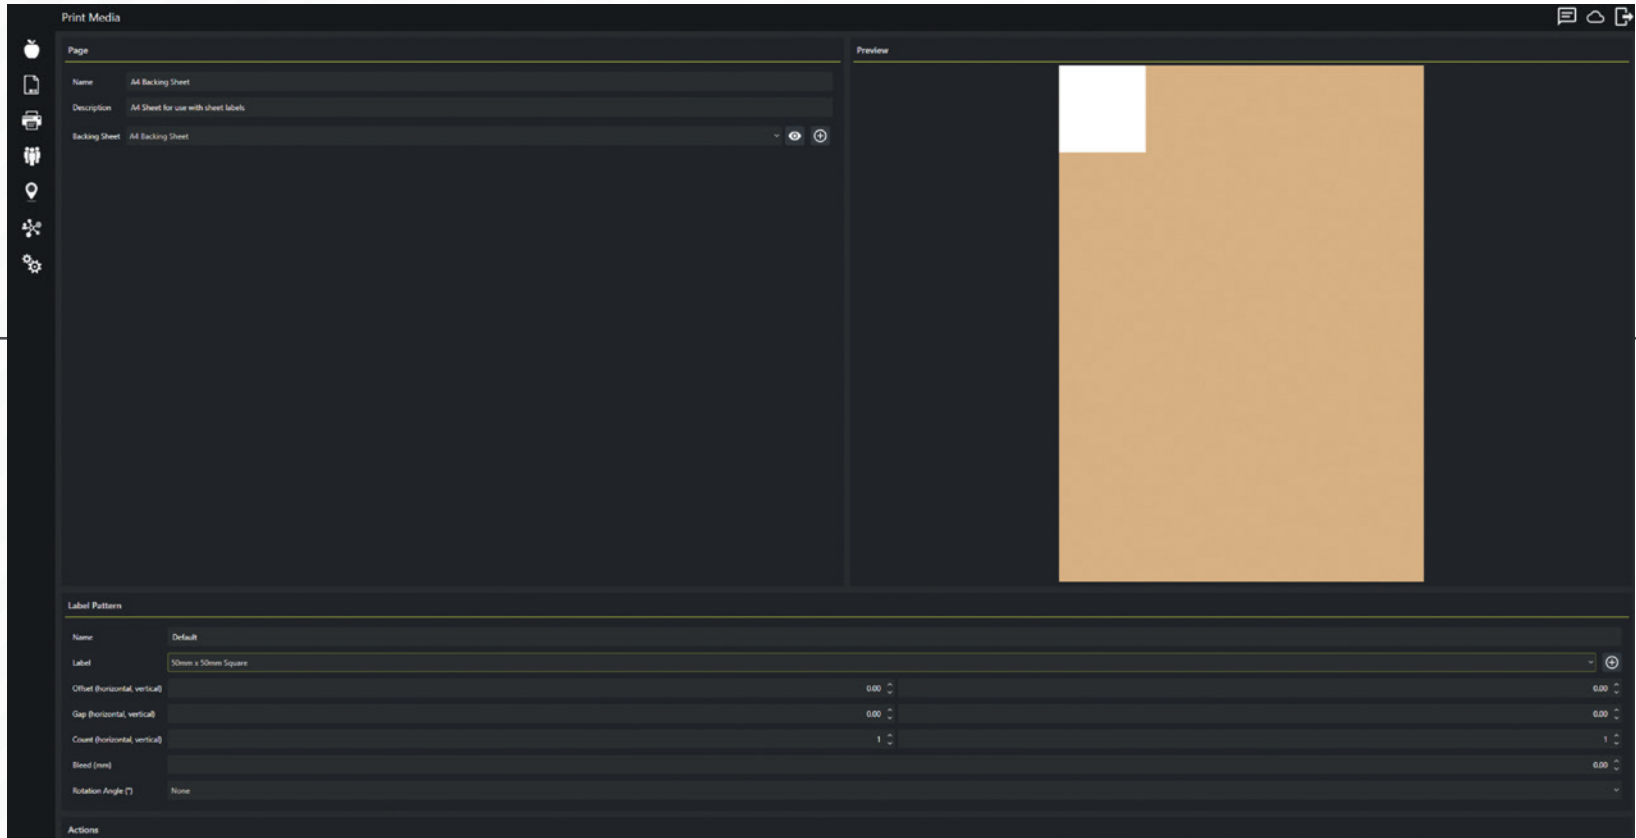 Print Media
Page
Name A4 Backing Sheet
Description A4 Sheet for use with sheet labels
Backing Sheet A4 Backing Sheet
Preview
Label Pattern
Name Default
Label 50mm x 50mm Square
Offset (horizontal, vertical) 0.00 0.00
Gap (horizontal, vertical) 0.00 0.00
Count (horizontal, vertical) 1 1
Bleed (mm) 0.00
Rotation Angle (°) None
Actions